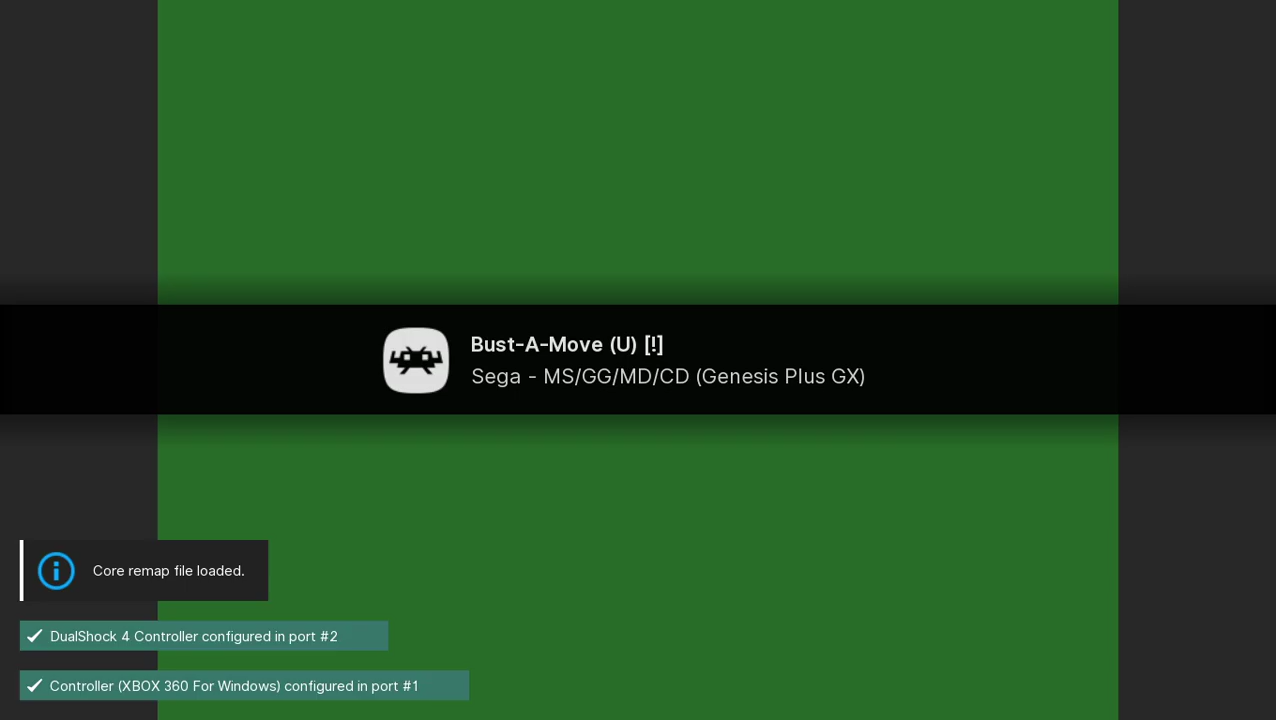 Bust-A-Move (U) [!]
Sega - MS/GG/MD/CD (Genesis Plus GX)
Core remap file loaded.
DualShock 4 Controller configured in port #2
Controller (XBOX 360 For Windows) configured in port #1